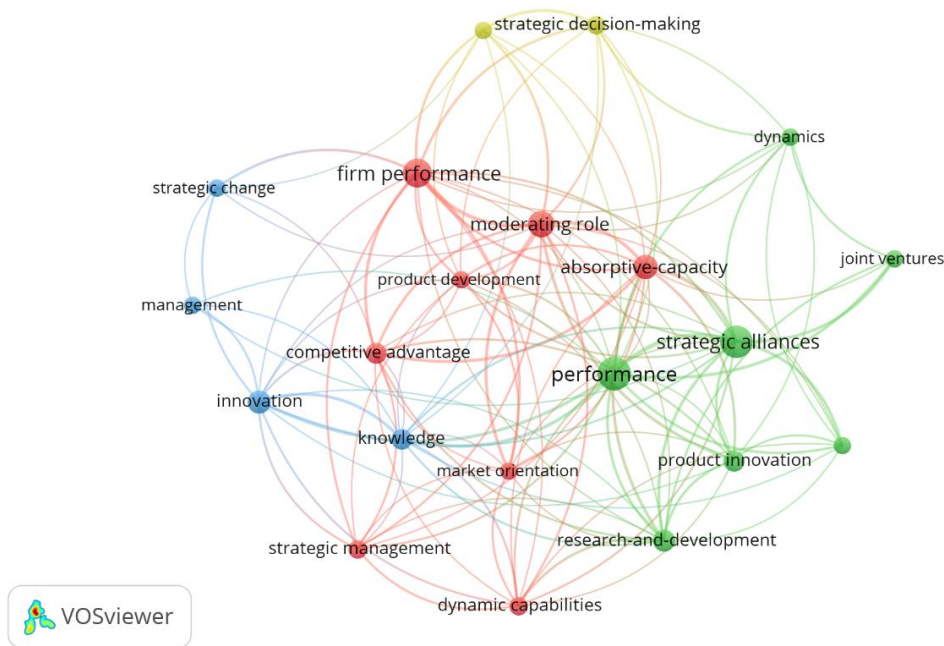 strategic decision-making
dynamics
firm performance
strategic change
moderating role
joint ventures
absorptive-capacity
product development
management
strategic alliances
competitive advantage
performance
innovation
knowledge
product innovation
market orientation
research-and-development
strategic management
dynamic capabilities
VOSviewer